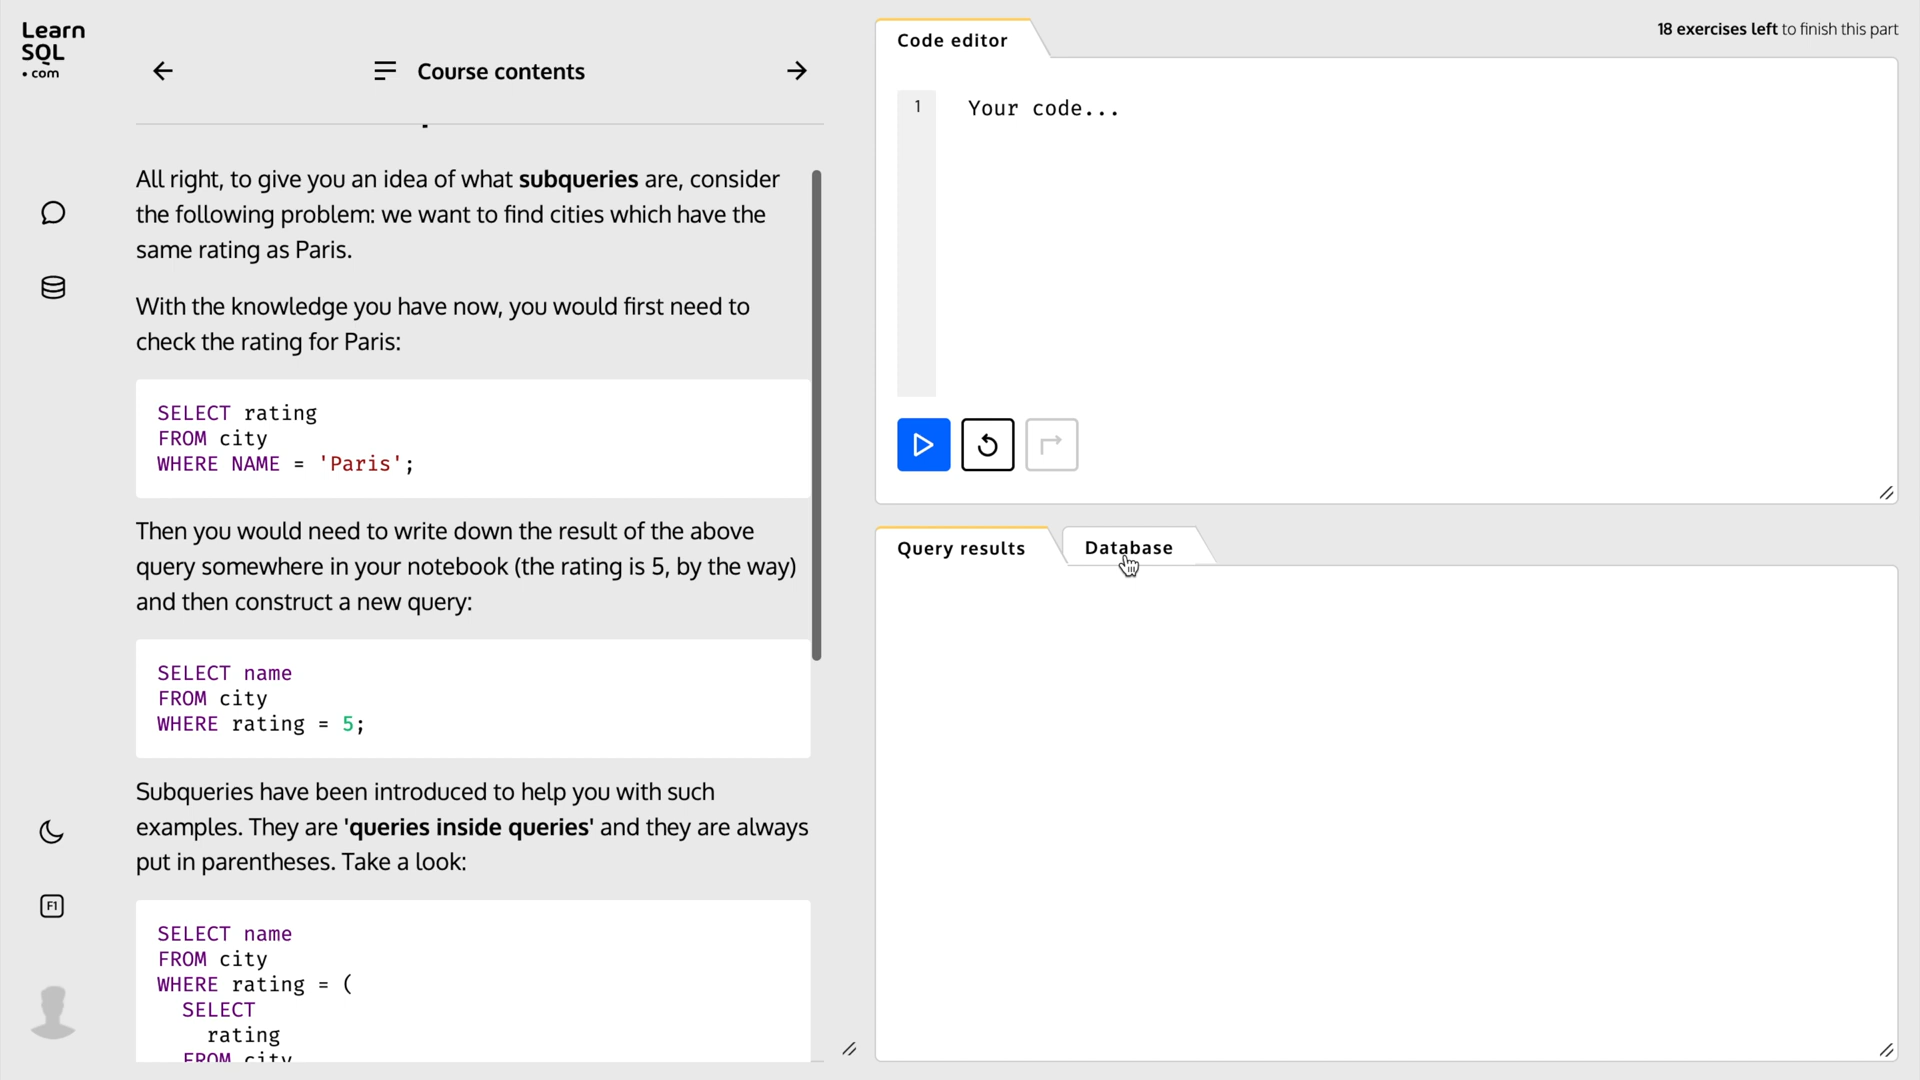 Learn
SQL
• com
Course contents
All right, to give you an idea of what subqueries are, consider
the following problem: we want to find cities which have the
same rating as Paris.
With the knowledge you have now, you would first need to
check the rating for Paris:
SELECT rating
FROM city
WHERE NAME = 'Paris';
Then you would need to write down the result of the above
query somewhere in your notebook (the rating is 5, by the way)
and then construct a new query:
SELECT name
FROM city
WHERE rating = 5;
Subqueries have been introduced to help you with such
examples. They are 'queries inside queries' and they are always
put in parentheses. Take a look:
SELECT name
FROM city
WHERE rating = (
SELECT
rating
FROM city
F1
Code editor
18 exercises left to finish this part
1
Your code...
Query results
Database